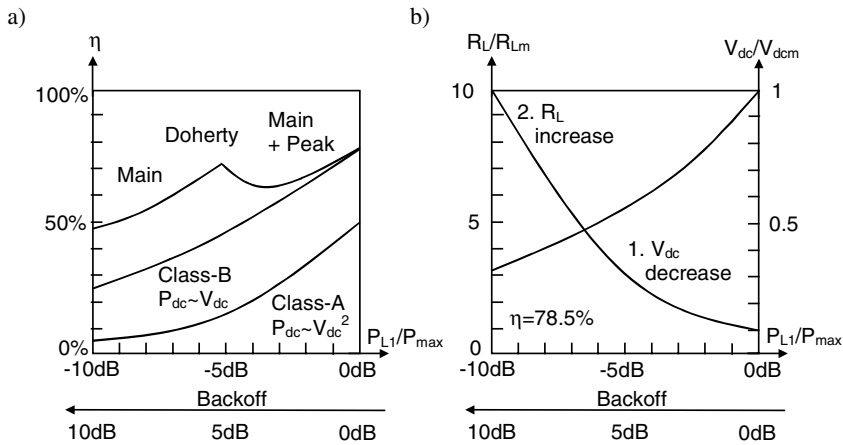 a)
η
100%
Doherty
Main
+ Peak
Main
50%
Class-B
P_dc~V_dc
Class-A
P_dc~V_dc^2
P_L1/P_max
0%
-10dB
-5dB
0dB
Backoff
10dB
5dB
0dB
b)
R_L/R_Lm
V_dc/V_dcm
10
1
2. R_L
increase
5
0.5
1. V_dc
decrease
η=78.5%
P_L1/P_max
0
0
-10dB
-5dB
0dB
Backoff
10dB
5dB
0dB